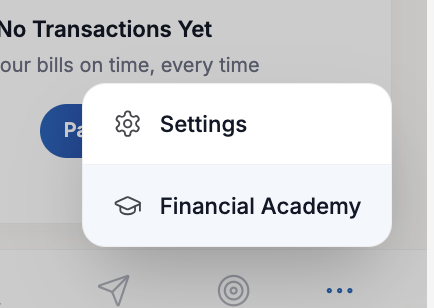 No Transactions Yet
our bills on time, every time
Settings
Financial Academy